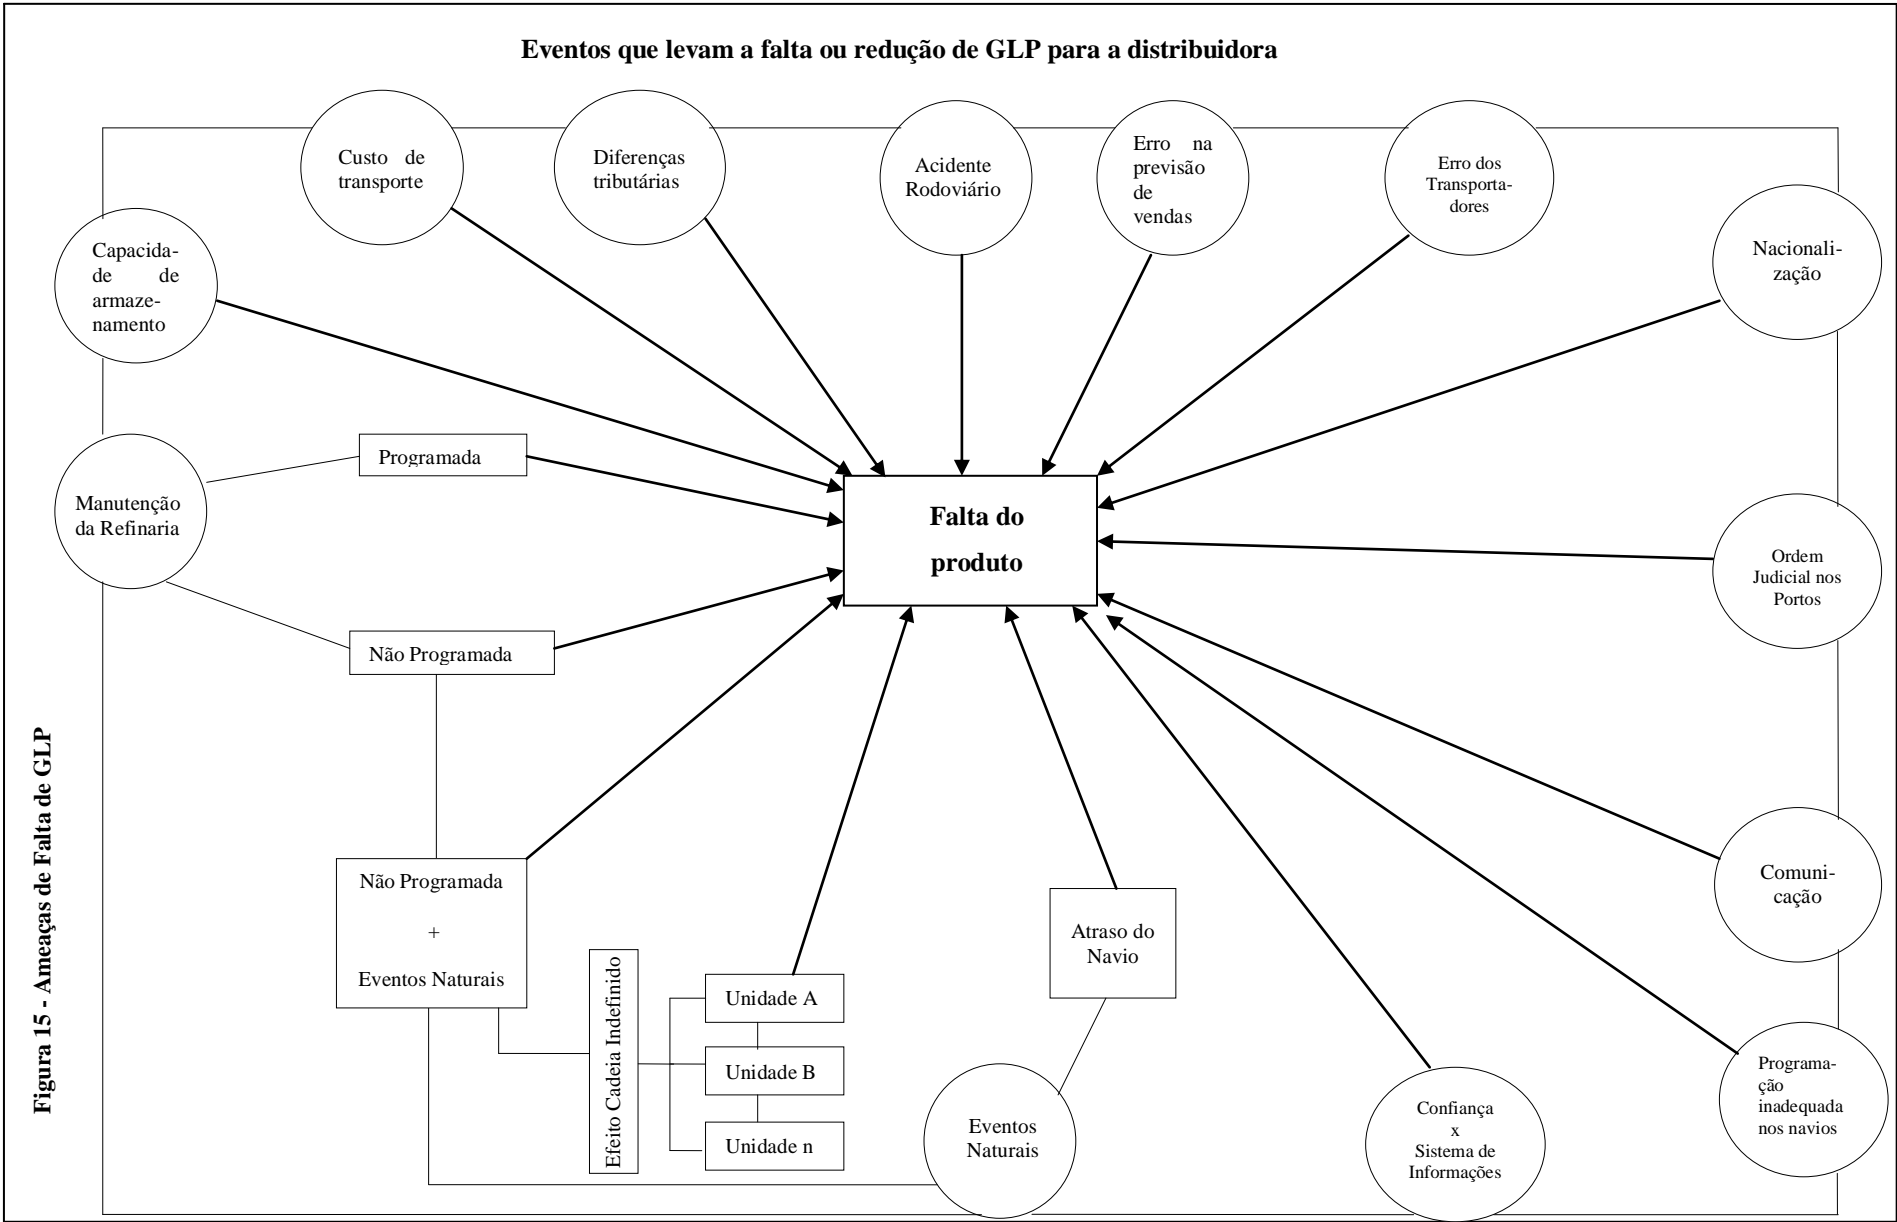 Eventos que levam a falta ou redução de GLP para a distribuidora
Custo de
transporte
Diferenças
tributárias
Acidente
Rodoviário
Erro na
previsão
de
vendas
Erro dos
Transporta-
dores
Nacionali-
zação
Capacida-
de de
armaze-
namento
Manutenção
da Refinaria
Programada
Não Programada
Falta do
produto
Ordem
Judicial nos
Portos
Comuni-
cação
Programa-
ção
inadequada
nos navios
Confiança
x
Sistema de
Informações
Atraso do
Navio
Eventos
Naturais
Não Programada
+
Eventos Naturais
Efeito Cadeia Indefinido
Unidade A
Unidade B
Unidade n
Figura 15 - Ameaças de Falta de GLP